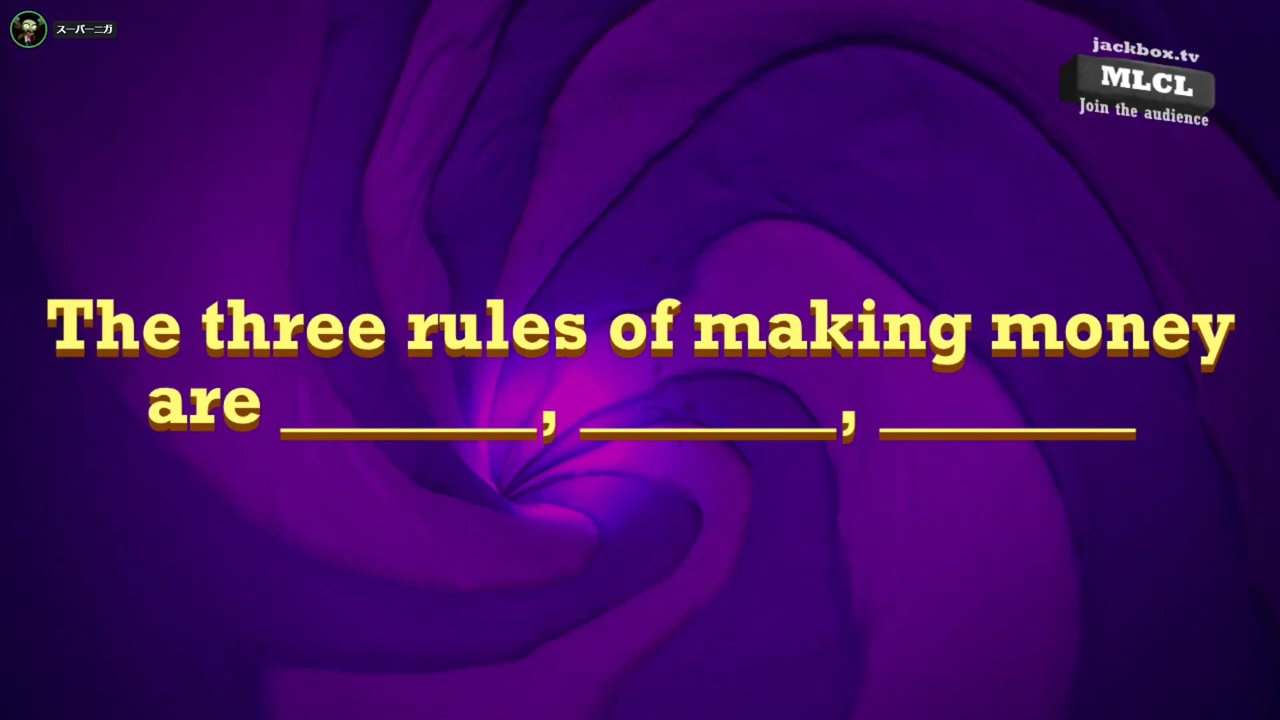 スーパーニガ
jackbox.tv
MLCL
Join the audience
The three rules of making money
are ________, ________, ________